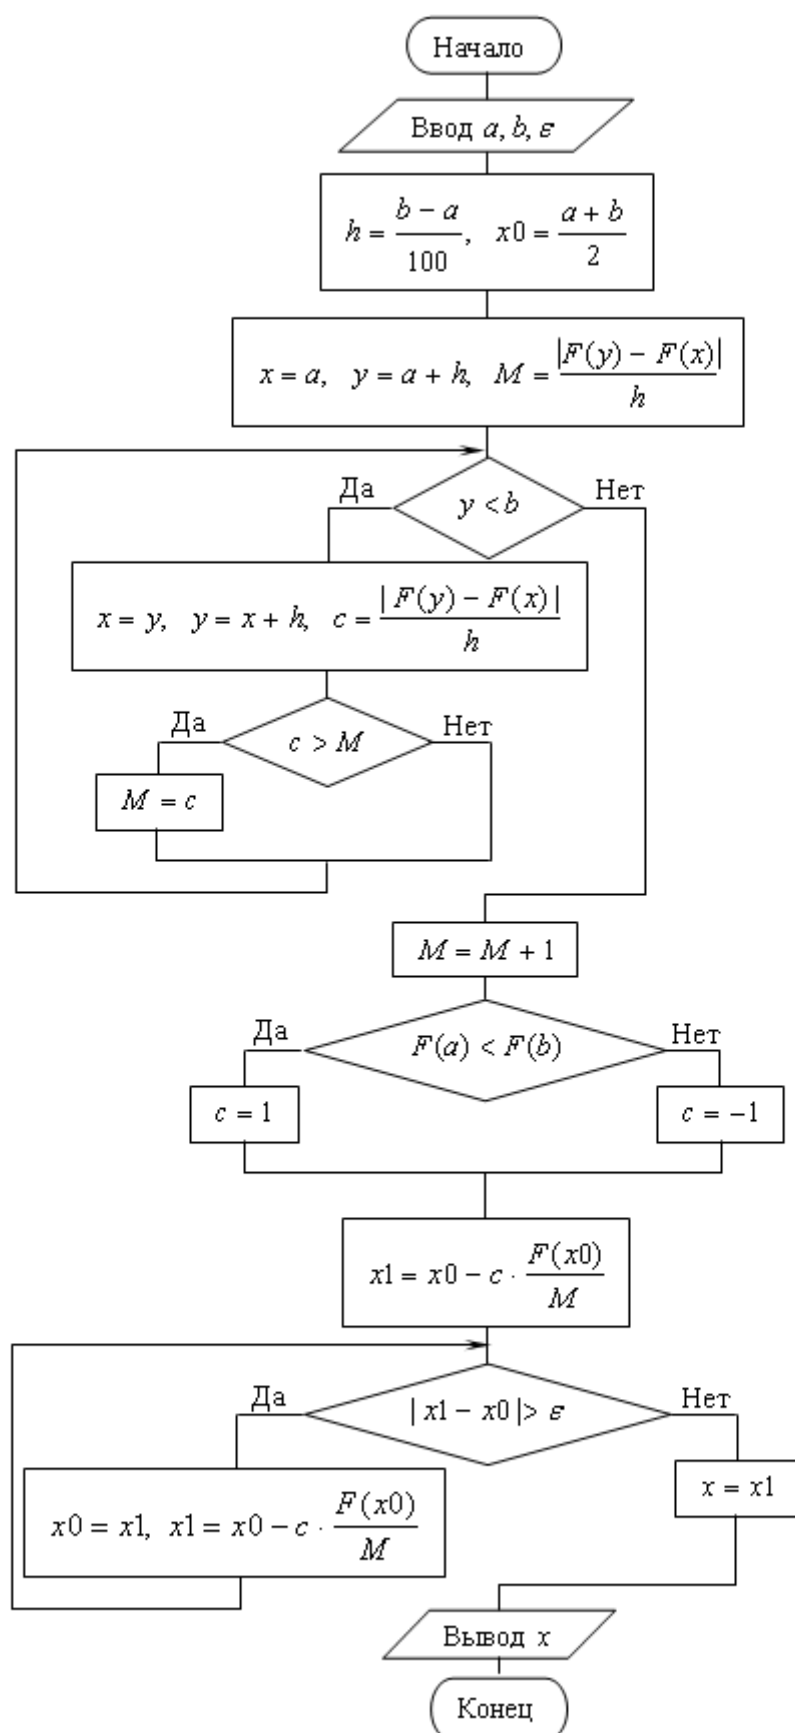 Начало
Ввод a, b, ε
h = (b − a)/100, x0 = (a + b)/2
x = a, y = a + h, M = |F(y) − F(x)|/h
Да
y < b
Нет
x = y, y = x + h, c = |F(y) − F(x)|/h
Да
c > M
Нет
M = c
M = M + 1
Да
F(a) < F(b)
Нет
c = 1
c = −1
x1 = x0 − c · F(x0)/M
Да
|x1 − x0| > ε
Нет
x0 = x1, x1 = x0 − c · F(x0)/M
x = x1
Вывод x
Конец